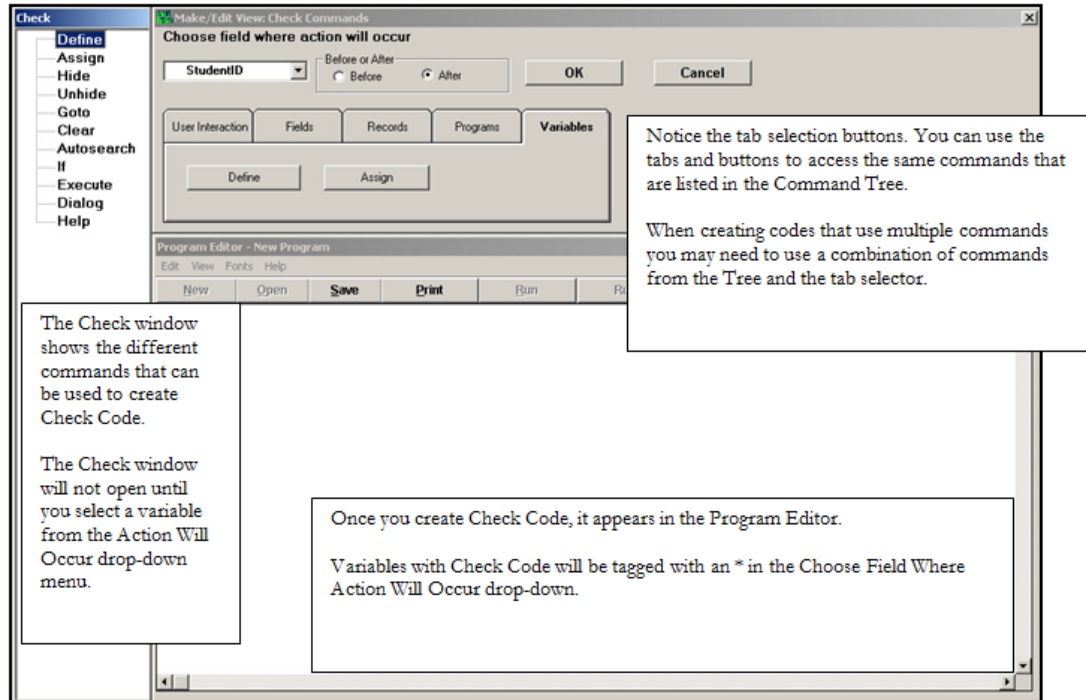 Check
Define
Assign
Hide
Unhide
Goto
Clear
Autosearch
If
Execute
Dialog
Help
Make/Edit View: Check Commands
Choose field where action will occur
StudentID
Before or After
Before
After
OK
Cancel
User Interaction
Fields
Records
Programs
Variables
Define
Assign
Notice the tab selection buttons. You can use the
tabs and buttons to access the same commands that
are listed in the Command Tree.
When creating codes that use multiple commands
you may need to use a combination of commands
from the Tree and the tab selector.
Program Editor - New Program
Edit View Fonts Help
New
Open
Save
Print
Run
The Check window
shows the different
commands that can
be used to create
Check Code.
The Check window
will not open until
you select a variable
from the Action Will
Occur drop-down
menu.
Once you create Check Code, it appears in the Program Editor.
Variables with Check Code will be tagged with an * in the Choose Field Where
Action Will Occur drop-down.